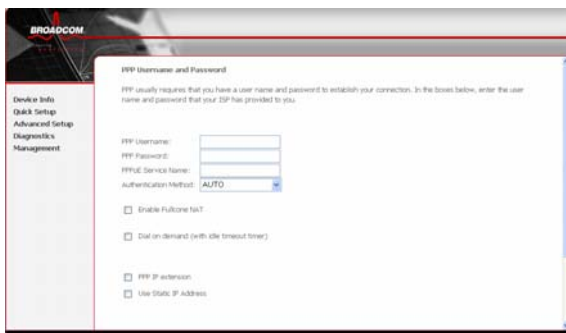 BROADCOM
PPP Username and Password
PPP usually requires that you have a user name and password to establish your connection. In the boxes below, enter the user
name and password that your ISP has provided to you.
Device Info
Quick Setup
Advanced Setup
Diagnostics
Management
PPP Username:
PPP Password:
PPPoE Service Name:
Authentication Method: AUTO
Enable Fullcone NAT
Dial on demand (with idle timeout timer)
PPP IP extension
Use Static IP Address